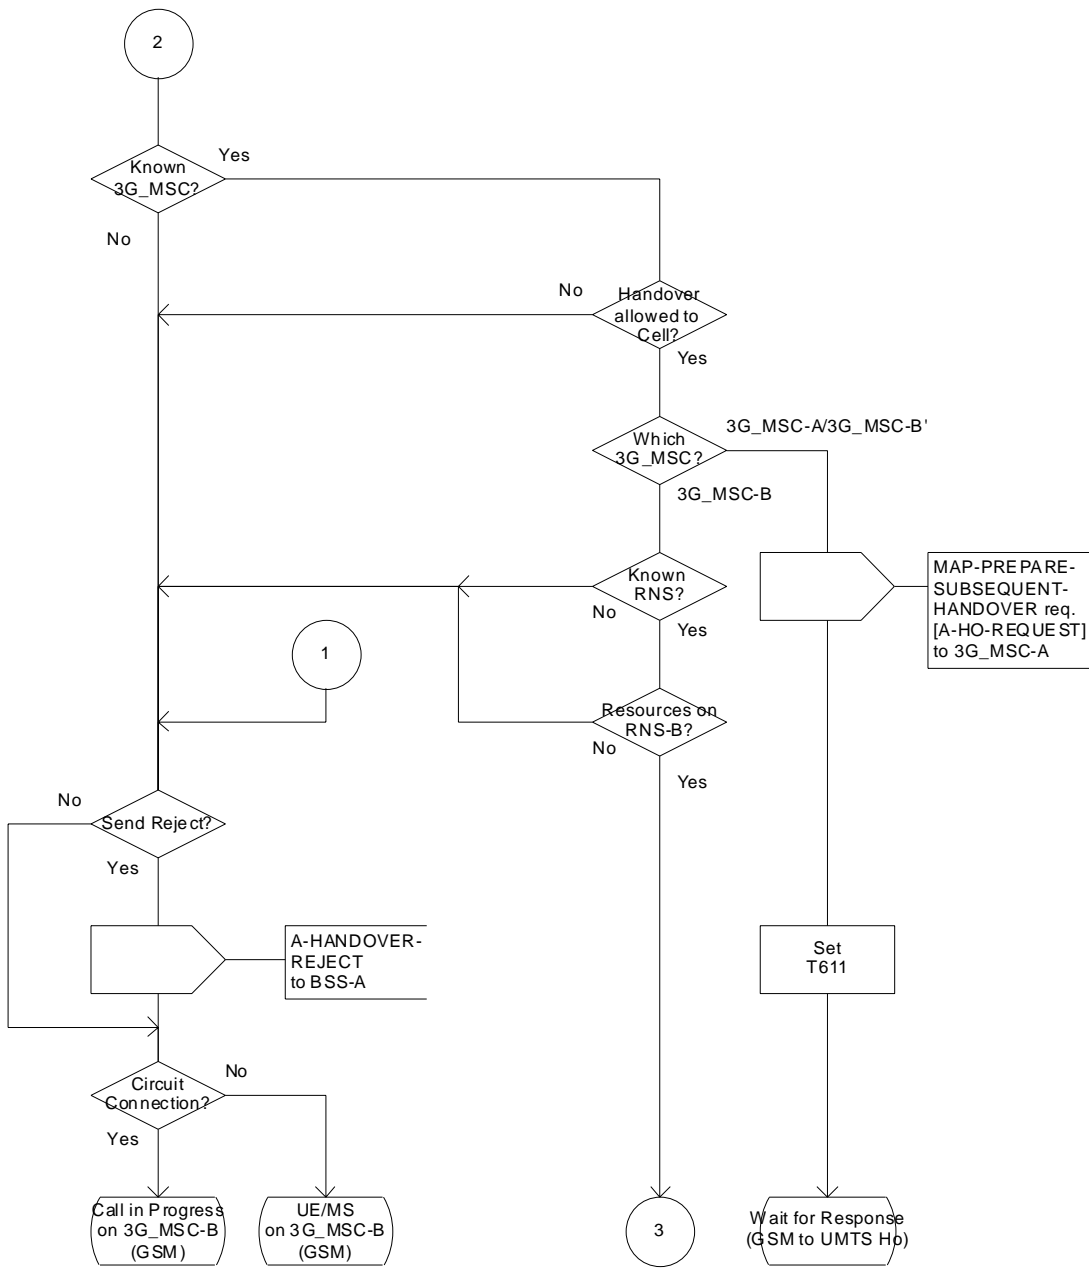 2
Known
3G_MSC?
Yes
No
No
Handover
allowed to
Cell?
Yes
3G_MSC-A/3G_MSC-B'
Which
3G_MSC?
3G_MSC-B
Known
RNS?
No
Yes
MAP-PREPARE-
SUBSEQUENT-
HANDOVER req.
[A-HO-REQUEST]
to 3G_MSC-A
1
Resources on
RNS-B?
No
Yes
No
Send Reject?
Yes
A-HANDOVER-
REJECT
to BSS-A
Set
T611
Circuit
Connection?
No
Yes
Call in Progress
on 3G_MSC-B
(GSM)
UE/MS
on 3G_MSC-B
(GSM)
3
Wait for Response
(GSM to UMTS Ho)